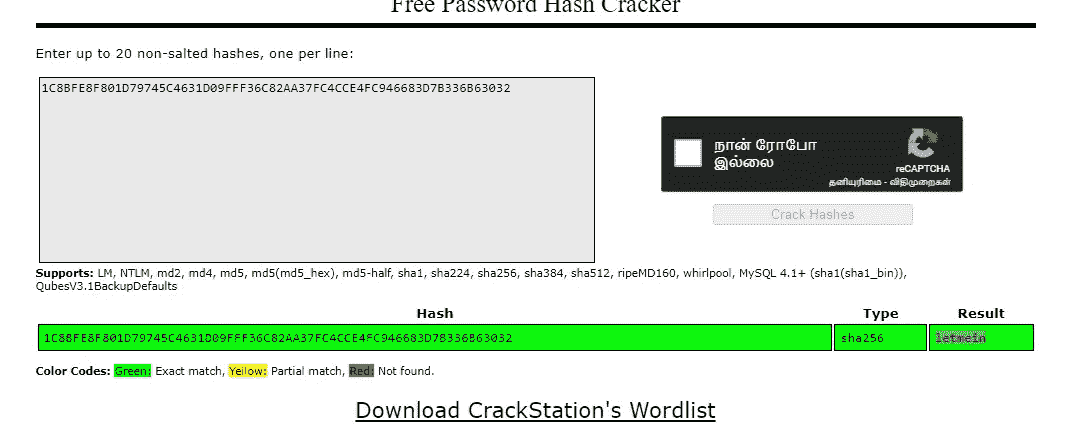 Free Password Hash Cracker
Enter up to 20 non-salted hashes, one per line:
1C8BFE8F801D79745C4631D09FFF36C82AA37FC4CCE4FC946683D7B336B63032
நான் ரோபோ
இல்லை
reCAPTCHA
தனியுரிமை - விதிமுறைகள்
Crack Hashes
Supports: LM, NTLM, md2, md4, md5, md5(md5_hex), md5-half, sha1, sha224, sha256, sha384, sha512, ripeMD160, whirlpool, MySQL 4.1+ (sha1(sha1_bin)),
QubesV3.1BackupDefaults
Hash Type Result
1C8BFE8F801D79745C4631D09FFF36C82AA37FC4CCE4FC946683D7B336B63032 sha256
Color Codes: Green: Exact match, Yellow: Partial match, Red: Not found.
Download CrackStation's Wordlist